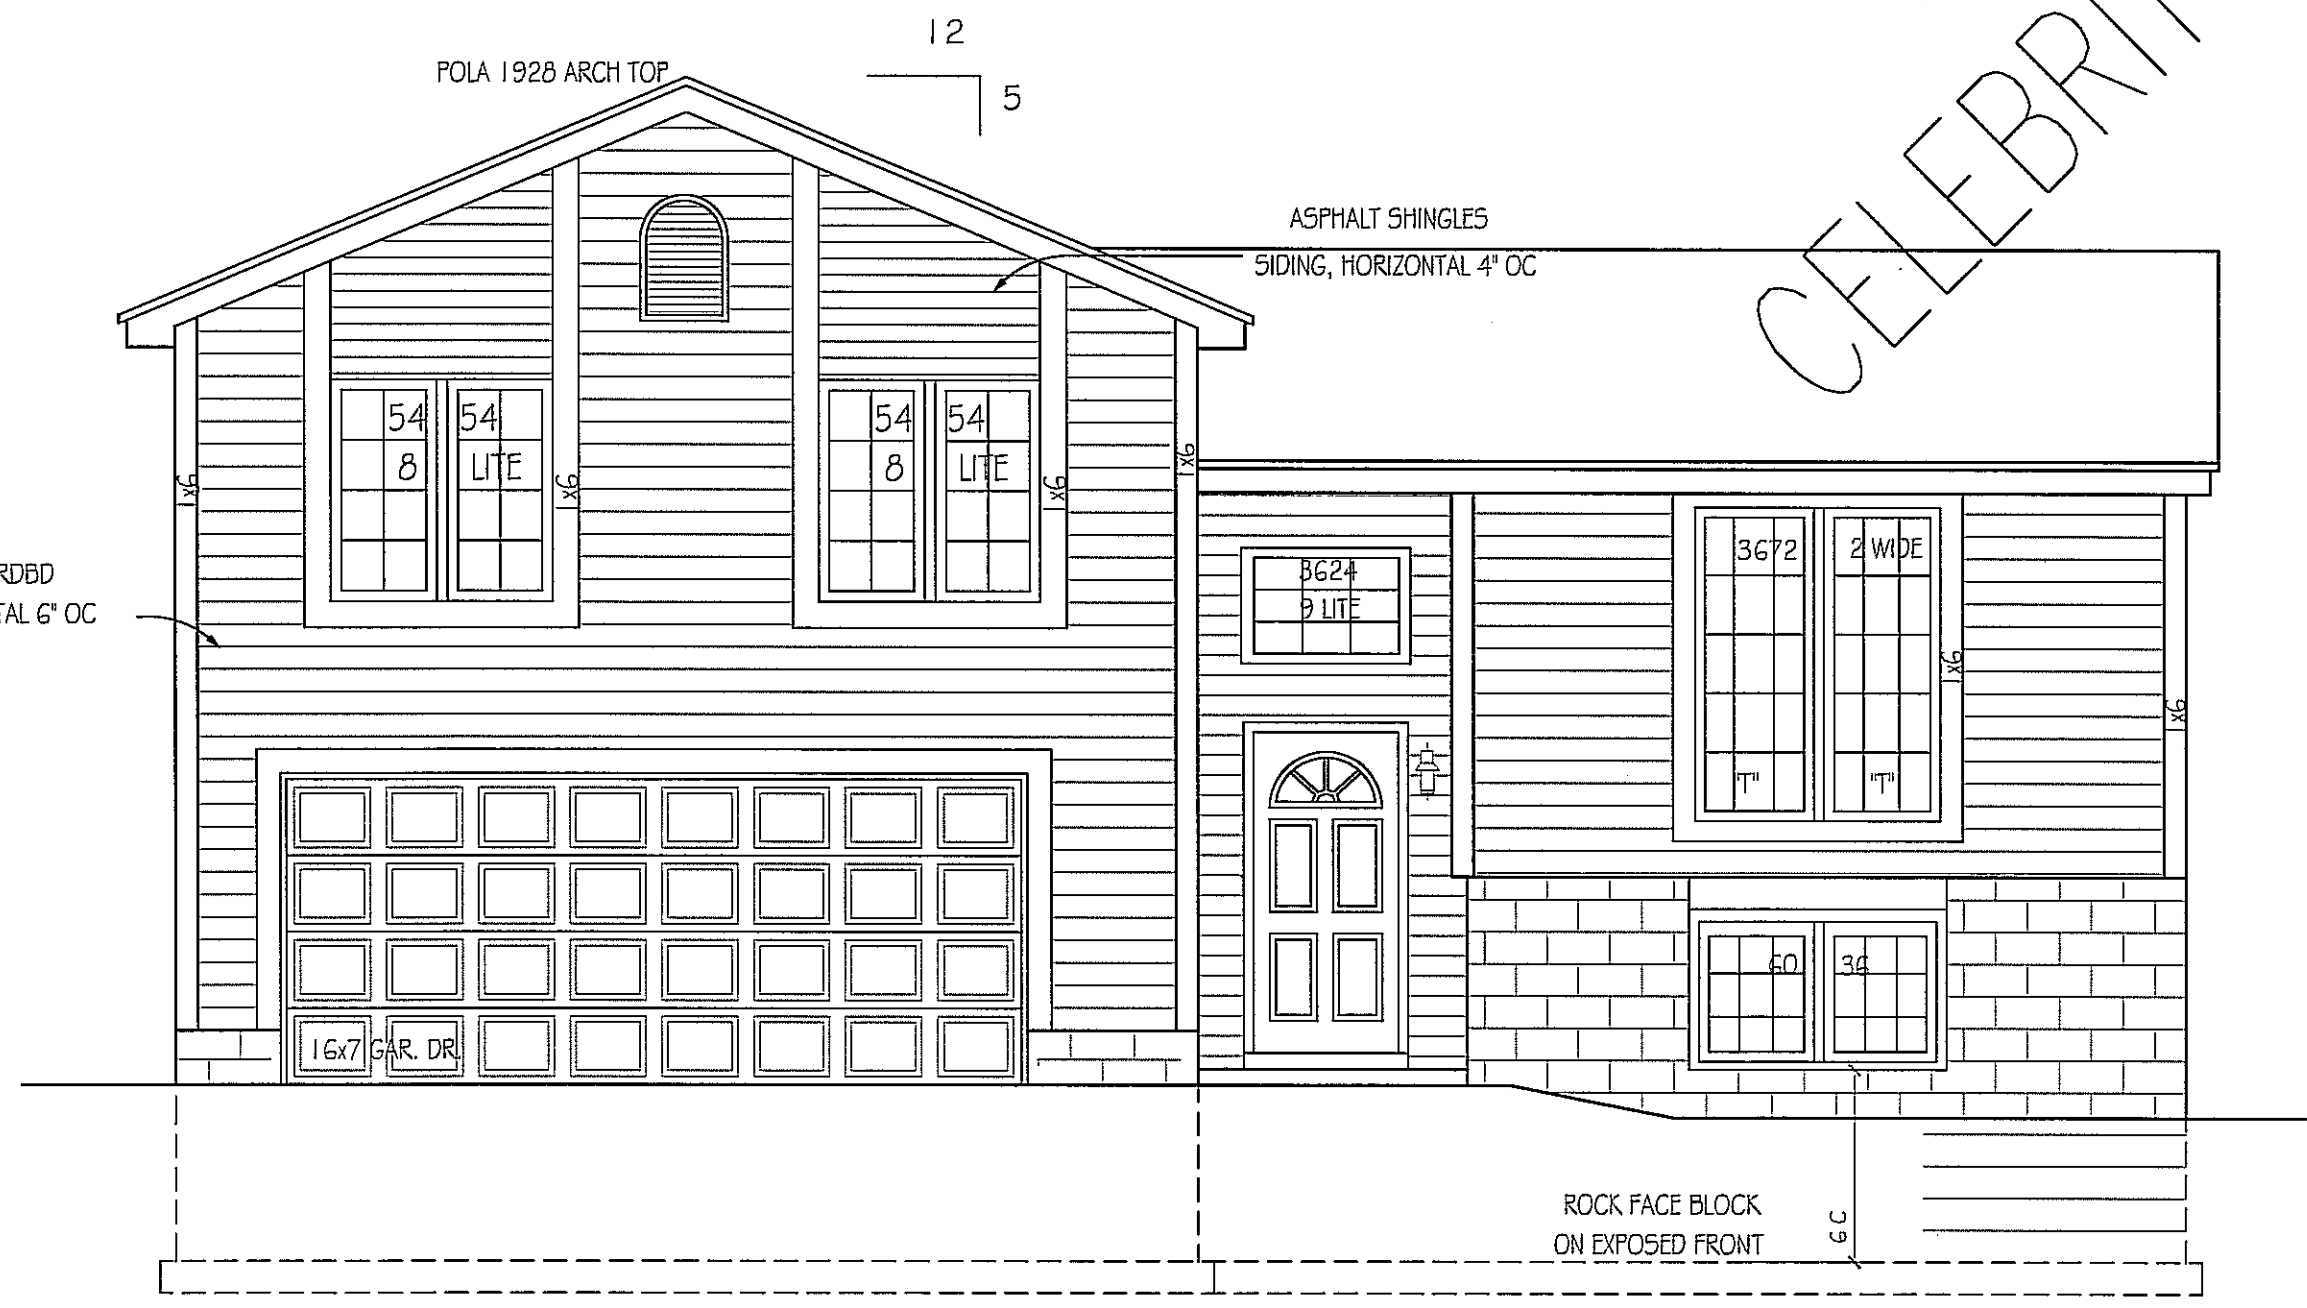 12
POLA 1928 ARCH TOP
5
CELEBRI
ASPHALT SHINGLES
SIDING, HORIZONTAL 4" OC
54 54
8 LITE
54 54
8 LITE
1x6
1x6
1x6
1x6
RDBD
TAL 6" OC
3624
9 LITE
3672 2 WIDE
"T" "T"
1x6
1x6
60 36
16x7 GAR. DR.
ROCK FACE BLOCK
ON EXPOSED FRONT
6 C